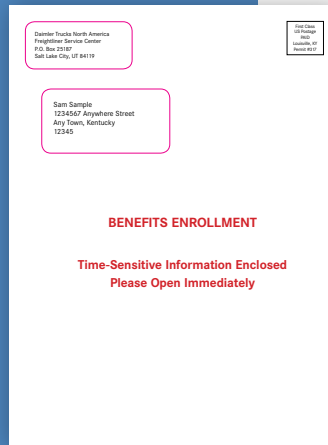 Daimler Trucks North America
Freightliner Service Center
P.O. Box 25187
Salt Lake City, UT 84119
First Class
US Postage
PAID
Louisville, KY
Permit #317
Sam Sample
1234567 Anywhere Street
Any Town, Kentucky
12345
BENEFITS ENROLLMENT
Time-Sensitive Information Enclosed
Please Open Immediately